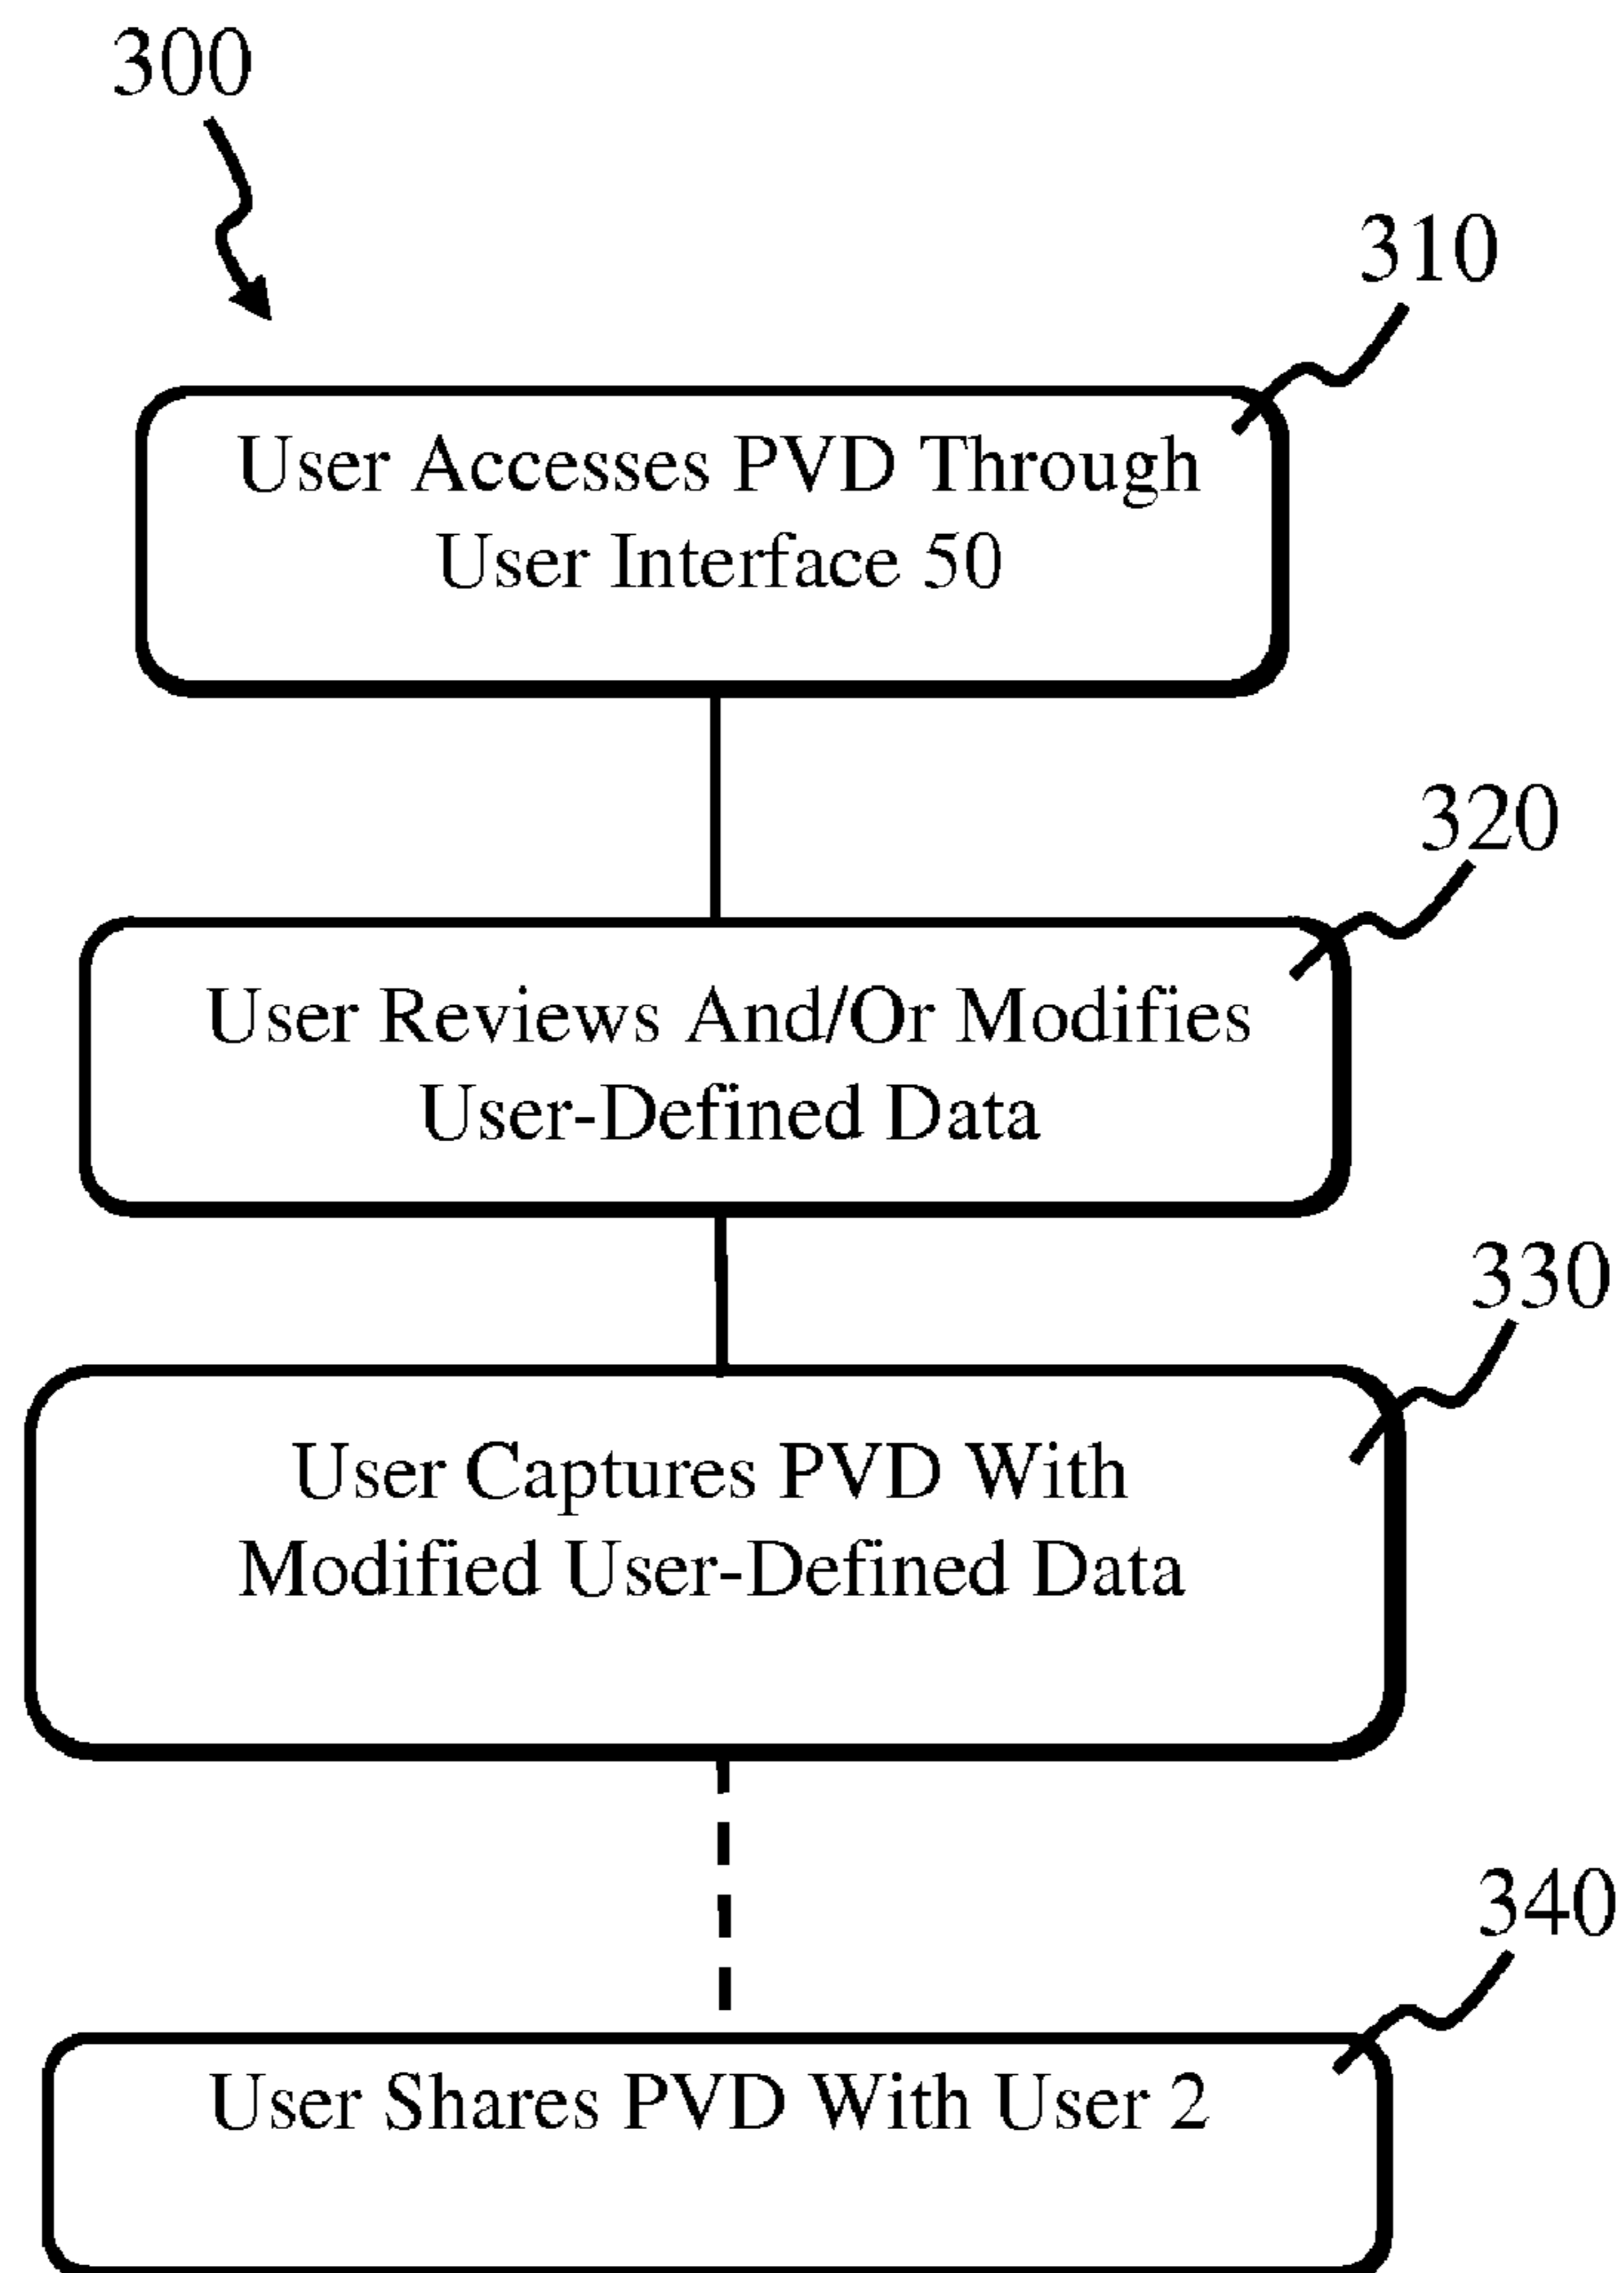 300
310
User Accesses PVD Through
User Interface 50
320
User Reviews And/Or Modifies
User-Defined Data
330
User Captures PVD With
Modified User-Defined Data
340
User Shares PVD With User 2